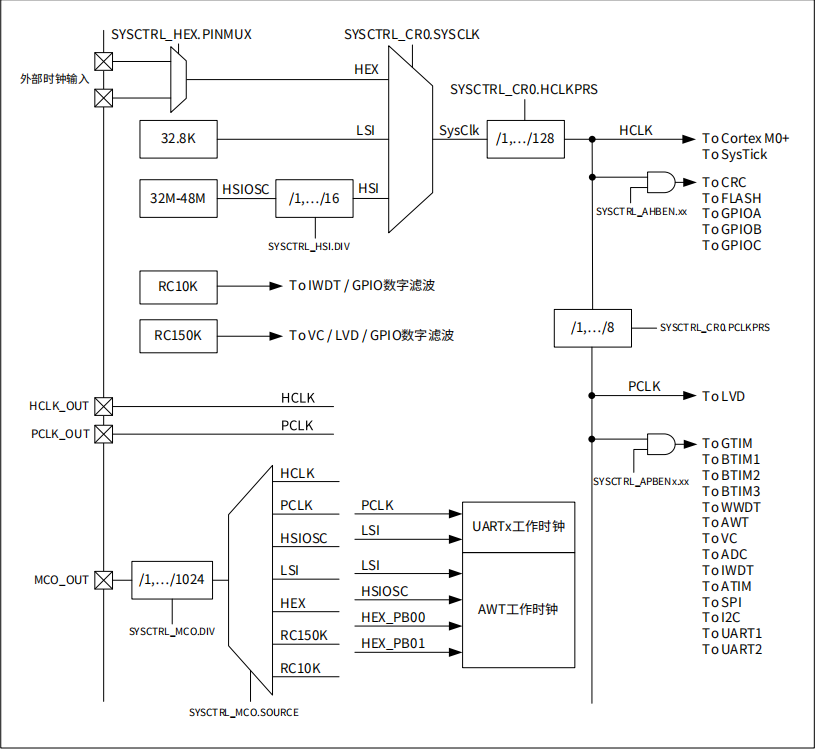 SYSCTRL_HEX.PINMUX
SYSCTRL_CR0.SYSCLK
外部时钟输入
HEX
SYSCTRL_CR0.HCLKPRS
32.8K
LSI
SysClk
/1,.../128
HCLK
To Cortex M0+
To SysTick
32M-48M
HSIOSC
/1,.../16
HSI
SYSCTRL_HSI.DIV
SYSCTRL_AHBEN.xx
To CRC
To FLASH
To GPIOA
To GPIOB
To GPIOC
RC10K
To IWDT / GPIO数字滤波
RC150K
To VC / LVD / GPIO数字滤波
/1,.../8
SYSCTRL_CR0.PCLKPRS
HCLK_OUT
HCLK
PCLK_OUT
PCLK
PCLK
To LVD
SYSCTRL_APBENx.xx
To GTIM
To BTIM1
To BTIM2
To BTIM3
To WWDT
To AWT
To VC
To ADC
To IWDT
To ATIM
To SPI
To I2C
To UART1
To UART2
MCO_OUT
/1,.../1024
SYSCTRL_MCO.DIV
HCLK
PCLK
HSIOSC
LSI
HEX
RC150K
RC10K
SYSCTRL_MCO.SOURCE
PCLK
LSI
UARTx工作时钟
LSI
HSIOSC
HEX_PB00
HEX_PB01
AWT工作时钟